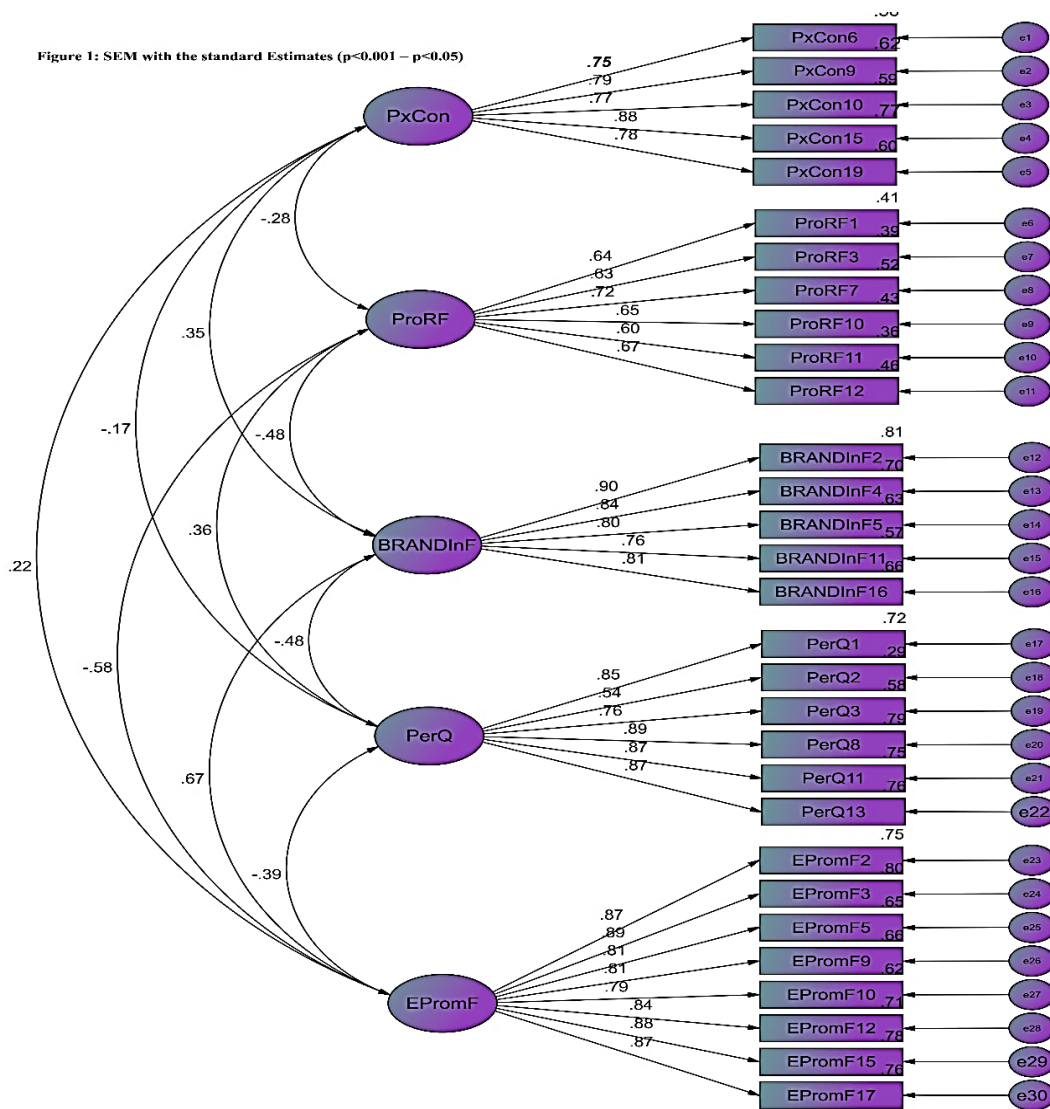 .56
PxCon6
e1
Figure 1: SEM with the standard Estimates (p<0.001 – p<0.05)
.75
.62
PxCon9
e2
.79
.59
PxCon
.77
PxCon10
e3
.77
.88
PxCon15
e4
.60
.78
PxCon19
e5
.41
-.28
ProRF1
e6
.39
.64
ProRF3
e7
.52
.63
ProRF7
e8
.72
.43
ProRF
.65
ProRF10
e9
.36
.35
.60
ProRF11
e10
.46
.67
ProRF12
e11
-.17
-.48
.81
BRANDInF2
e12
.70
.90
BRANDInF4
e13
.63
.84
.36
.80
BRANDInF5
e14
.57
BRANDInF
.76
BRANDInF11
e15
.66
.81
.22
BRANDInF16
e16
.72
-.48
PerQ1
e17
.29
-.58
.85
PerQ2
e18
.58
.54
.76
PerQ3
e19
.79
PerQ
.89
PerQ8
e20
.75
.87
.67
PerQ11
e21
.76
.87
PerQ13
e22
.75
-.39
EPromF2
e23
.80
.87
EPromF3
e24
.65
.89
.81
EPromF5
e25
.66
.81
EPromF9
e26
.62
.79
EPromF
EPromF10
e27
.71
.84
EPromF12
e28
.78
.88
EPromF15
e29
.76
.87
EPromF17
e30